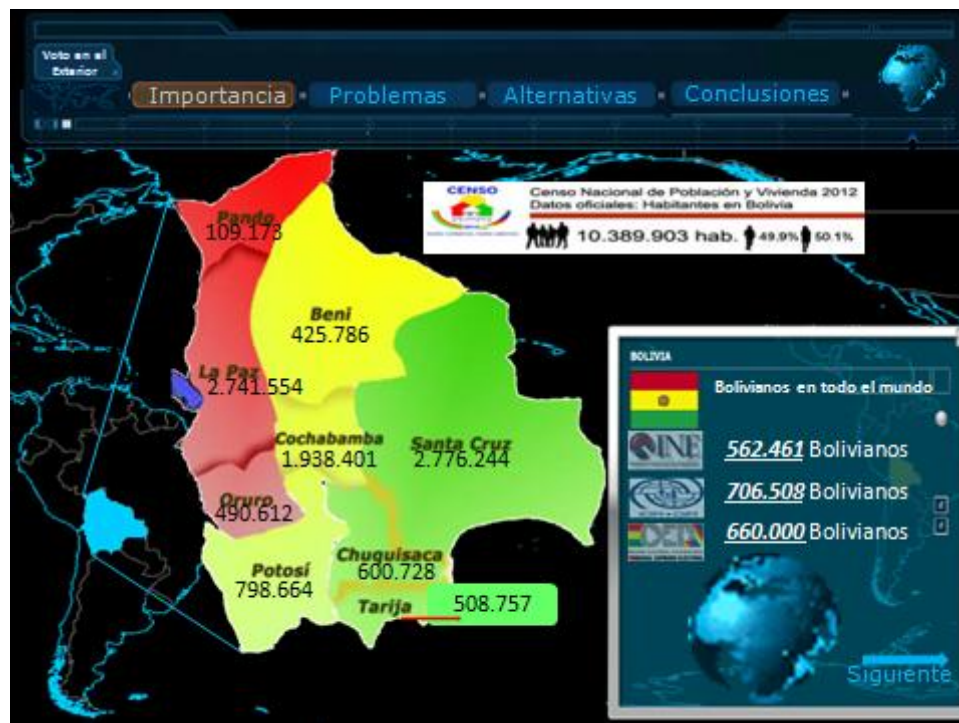 Voto en el
Exterior
Importancia
Problemas
Alternativas
Conclusiones
CENSO
Censo Nacional de Población y Vivienda 2012
Datos oficiales: Habitantes en Bolivia
10.389.903 hab. 49.9% 50.1%
Pando
109.173
Beni
425.786
La Paz
2.741.554
Cochabamba
1.938.401
Santa Cruz
2.776.244
Oruro
490.612
Chuquisaca
600.728
Potosí
798.664
Tarija
508.757
BOLIVIA
Bolivianos en todo el mundo
INE
562.461 Bolivianos
706.508 Bolivianos
660.000 Bolivianos
Siguiente